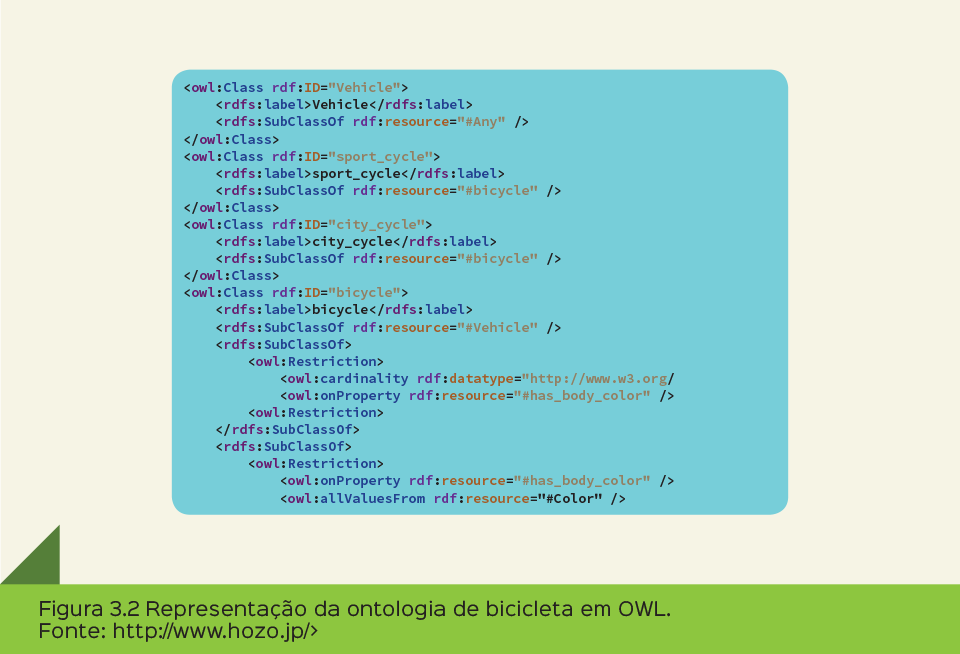 <owl:Class rdf:ID="Vehicle">
    <rdfs:label>Vehicle</rdfs:label>
    <rdfs:SubClassOf rdf:resource="#Any" />
</owl:Class>
<owl:Class rdf:ID="sport_cycle">
    <rdfs:label>sport_cycle</rdfs:label>
    <rdfs:SubClassOf rdf:resource="#bicycle" />
</owl:Class>
<owl:Class rdf:ID="city_cycle">
    <rdfs:label>city_cycle</rdfs:label>
    <rdfs:SubClassOf rdf:resource="#bicycle" />
</owl:Class>
<owl:Class rdf:ID="bicycle">
    <rdfs:label>bicycle</rdfs:label>
    <rdfs:SubClassOf rdf:resource="#Vehicle" />
    <rdfs:SubClassOf>
        <owl:Restriction>
            <owl:cardinality rdf:datatype="http://www.w3.org/
            <owl:onProperty rdf:resource="#has_body_color" />
        <owl:Restriction>
    </rdfs:SubClassOf>
    <rdfs:SubClassOf>
        <owl:Restriction>
            <owl:onProperty rdf:resource="#has_body_color" />
            <owl:allValuesFrom rdf:resource="#Color" />
Figura 3.2 Representação da ontologia de bicicleta em OWL.
Fonte: http://www.hozo.jp/>